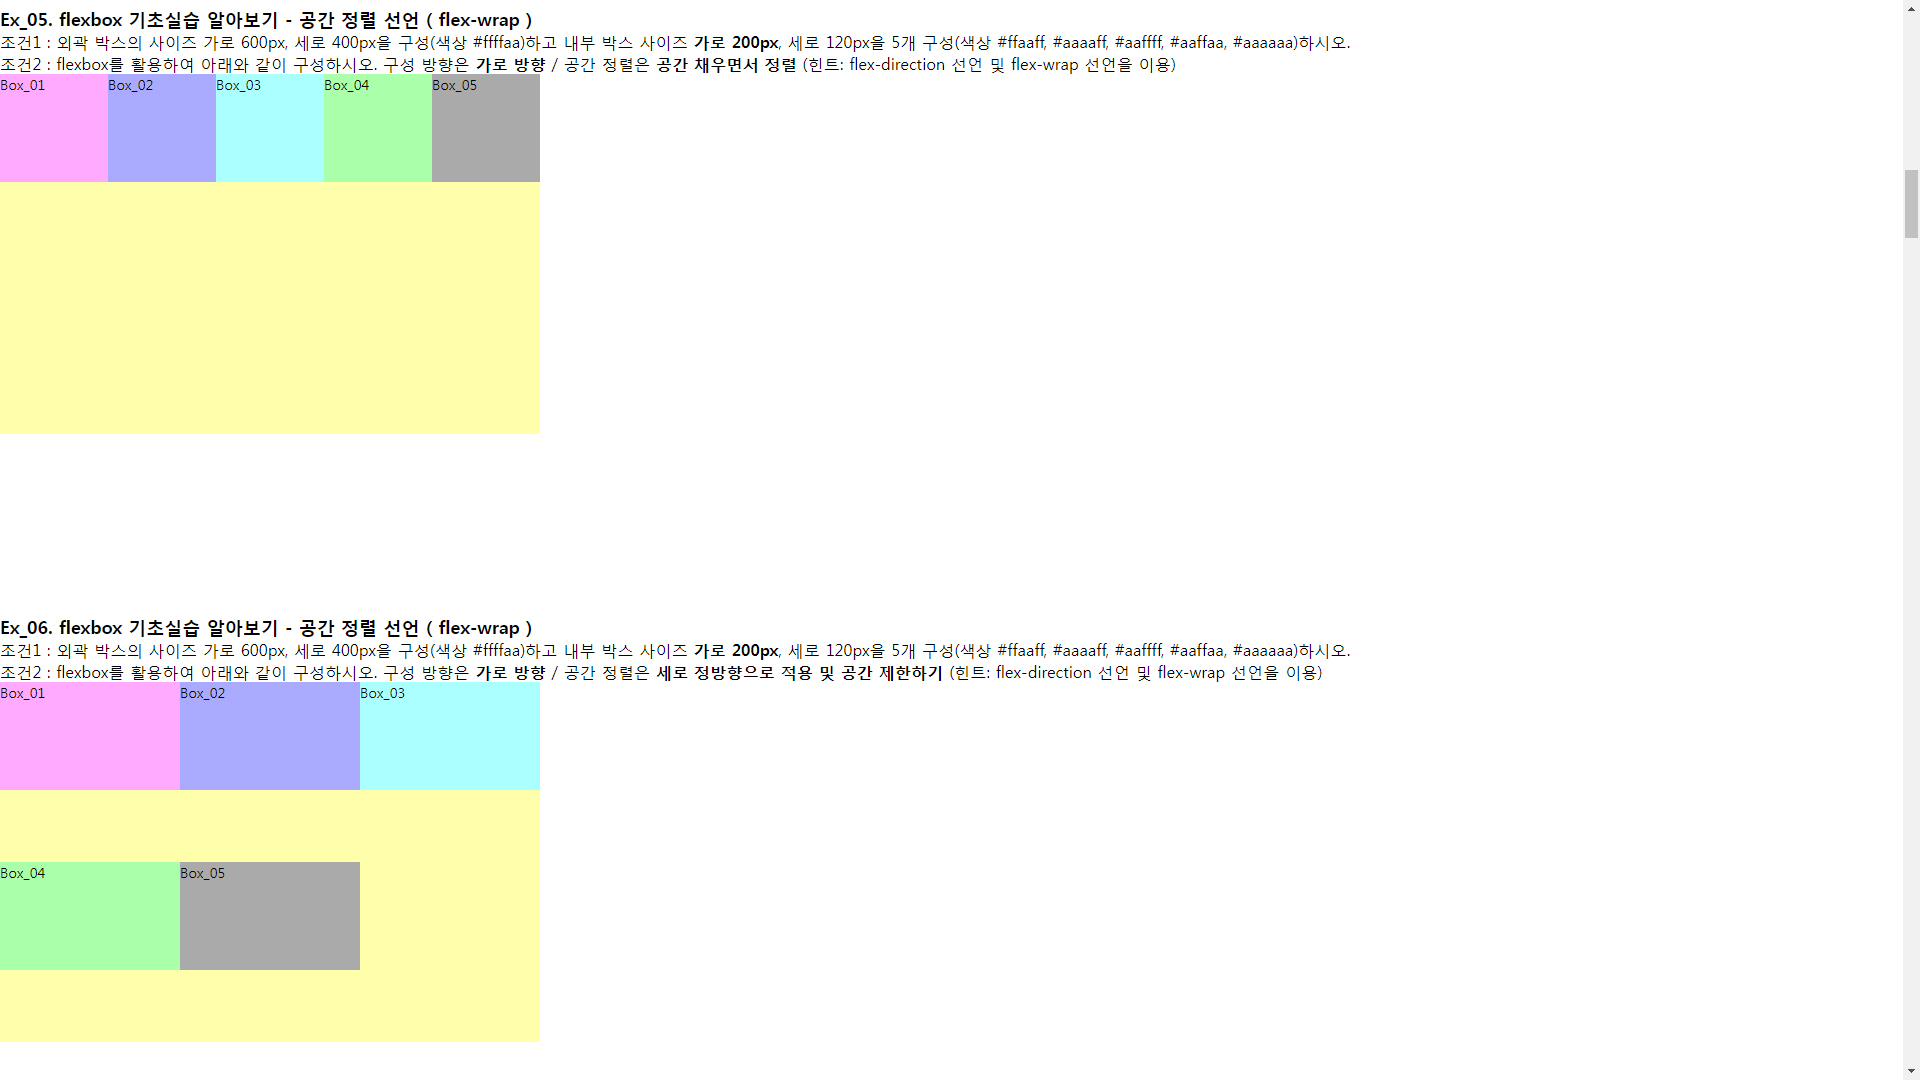 Ex_05. flexbox 기초실습 알아보기 - 공간 정렬 선언 ( flex-wrap )
조건1 : 외곽 박스의 사이즈 가로 600px, 세로 400px을 구성(색상 #ffffaa)하고 내부 박스 사이즈 가로 200px, 세로 120px을 5개 구성(색상 #ffaaff, #aaaaff, #aaffff, #aaffaa, #aaaaaa)하시오.
조건2 : flexbox를 활용하여 아래와 같이 구성하시오. 구성 방향은 가로 방향 / 공간 정렬은 공간 채우면서 정렬 (힌트: flex-direction 선언 및 flex-wrap 선언을 이용)
Box_01 Box_02 Box_03 Box_04 Box_05
Ex_06. flexbox 기초실습 알아보기 - 공간 정렬 선언 ( flex-wrap )
조건1 : 외곽 박스의 사이즈 가로 600px, 세로 400px을 구성(색상 #ffffaa)하고 내부 박스 사이즈 가로 200px, 세로 120px을 5개 구성(색상 #ffaaff, #aaaaff, #aaffff, #aaffaa, #aaaaaa)하시오.
조건2 : flexbox를 활용하여 아래와 같이 구성하시오. 구성 방향은 가로 방향 / 공간 정렬은 세로 정방향으로 적용 및 공간 제한하기 (힌트: flex-direction 선언 및 flex-wrap 선언을 이용)
Box_01 Box_02 Box_03
Box_04 Box_05